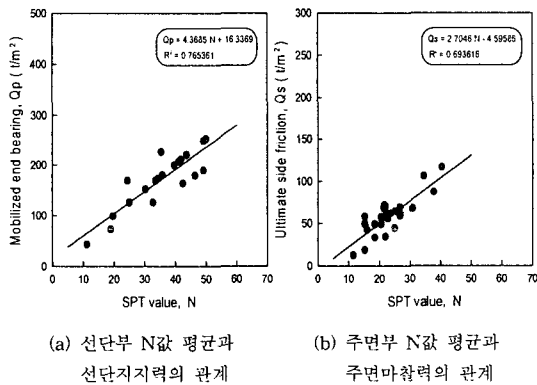 Qp = 4.3685 N + 16.3369
R² = 0.765361
Mobilized end bearing, Qp ( t/m²)
500
400
300
200
100
0
0 10 20 30 40 50 60 70
SPT value, N
(a) 선단부 N값 평균과
선단지지력의 관계
Qs = 2.7046 N - 4.59585
R² = 0.693616
Ultimate side friction, Qs ( t/m²)
300
250
200
150
100
50
0
0 10 20 30 40 50 60 70
SPT value, N
(b) 주면부 N값 평균과
주면마찰력의 관계